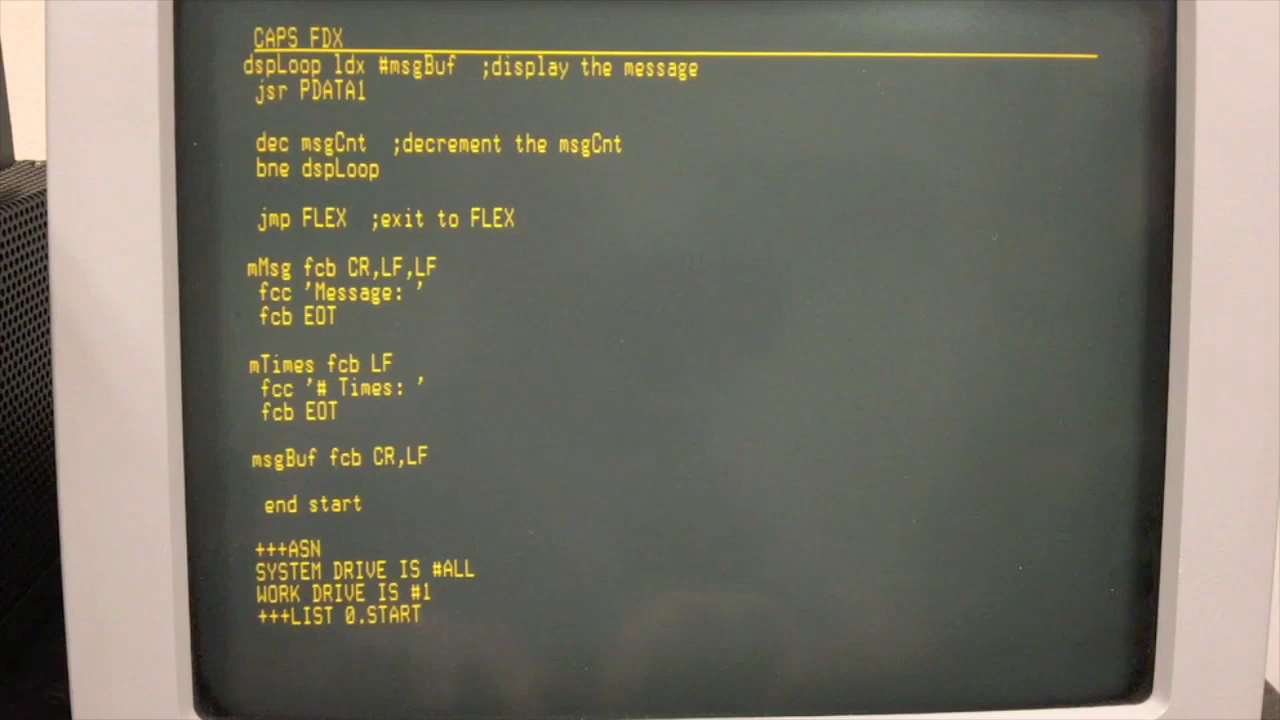 CAPS FDX
dspLoop ldx #msgBuf  ;display the message
jsr PDATA1
dec msgCnt  ;decrement the msgCnt
bne dspLoop
jmp FLEX  ;exit to FLEX
mMsg fcb CR,LF,LF
fcc 'Message: '
fcb EOT
mTimes fcb LF
fcc '# Times: '
fcb EOT
msgBuf fcb CR,LF
end start
+++ASN
SYSTEM DRIVE IS #ALL
WORK DRIVE IS #1
+++LIST 0.START